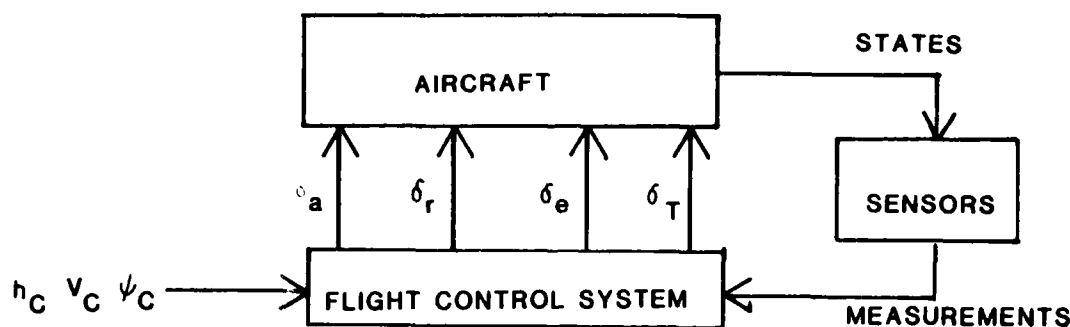 STATES
AIRCRAFT
δr δe δT
SENSORS
hC VC ψC
FLIGHT CONTROL SYSTEM
MEASUREMENTS